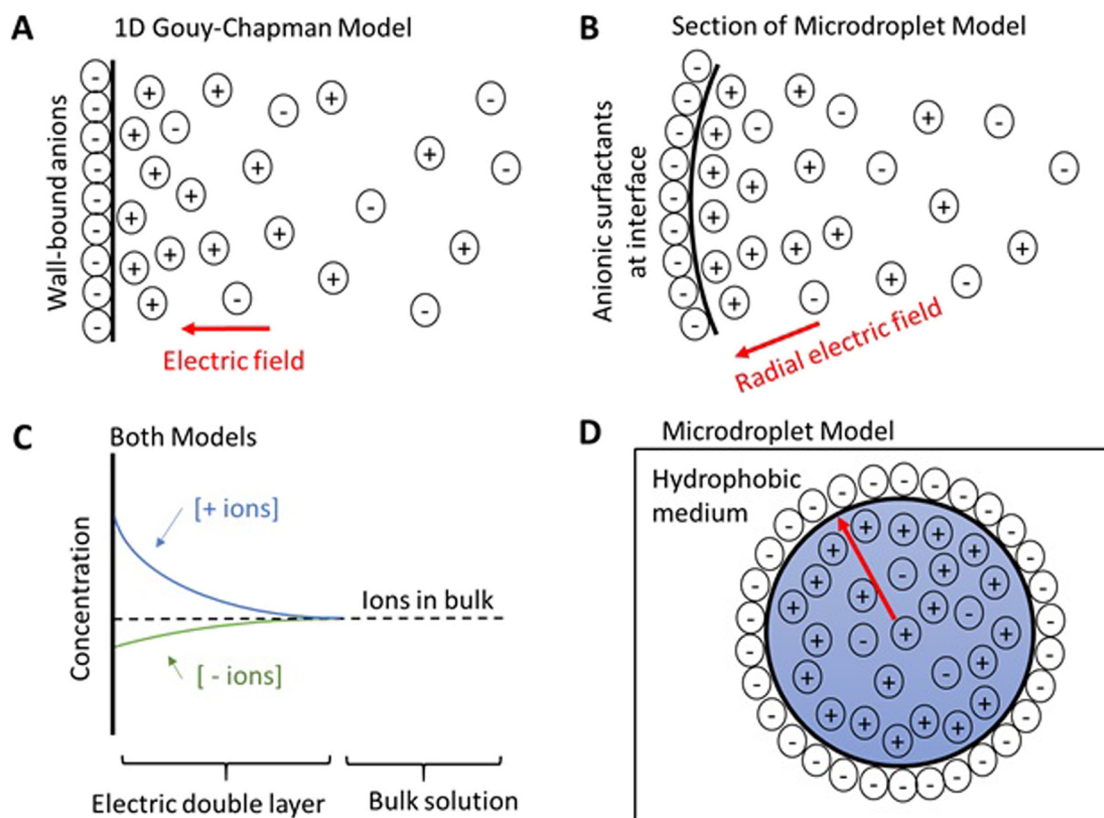 A
1D Gouy-Chapman Model
Wall-bound anions
Electric field
B
Section of Microdroplet Model
Anionic surfactants
at interface
Radial electric field
C
Both Models
Concentration
[+ ions]
[ - ions]
Ions in bulk
Electric double layer
Bulk solution
D
Microdroplet Model
Hydrophobic
medium